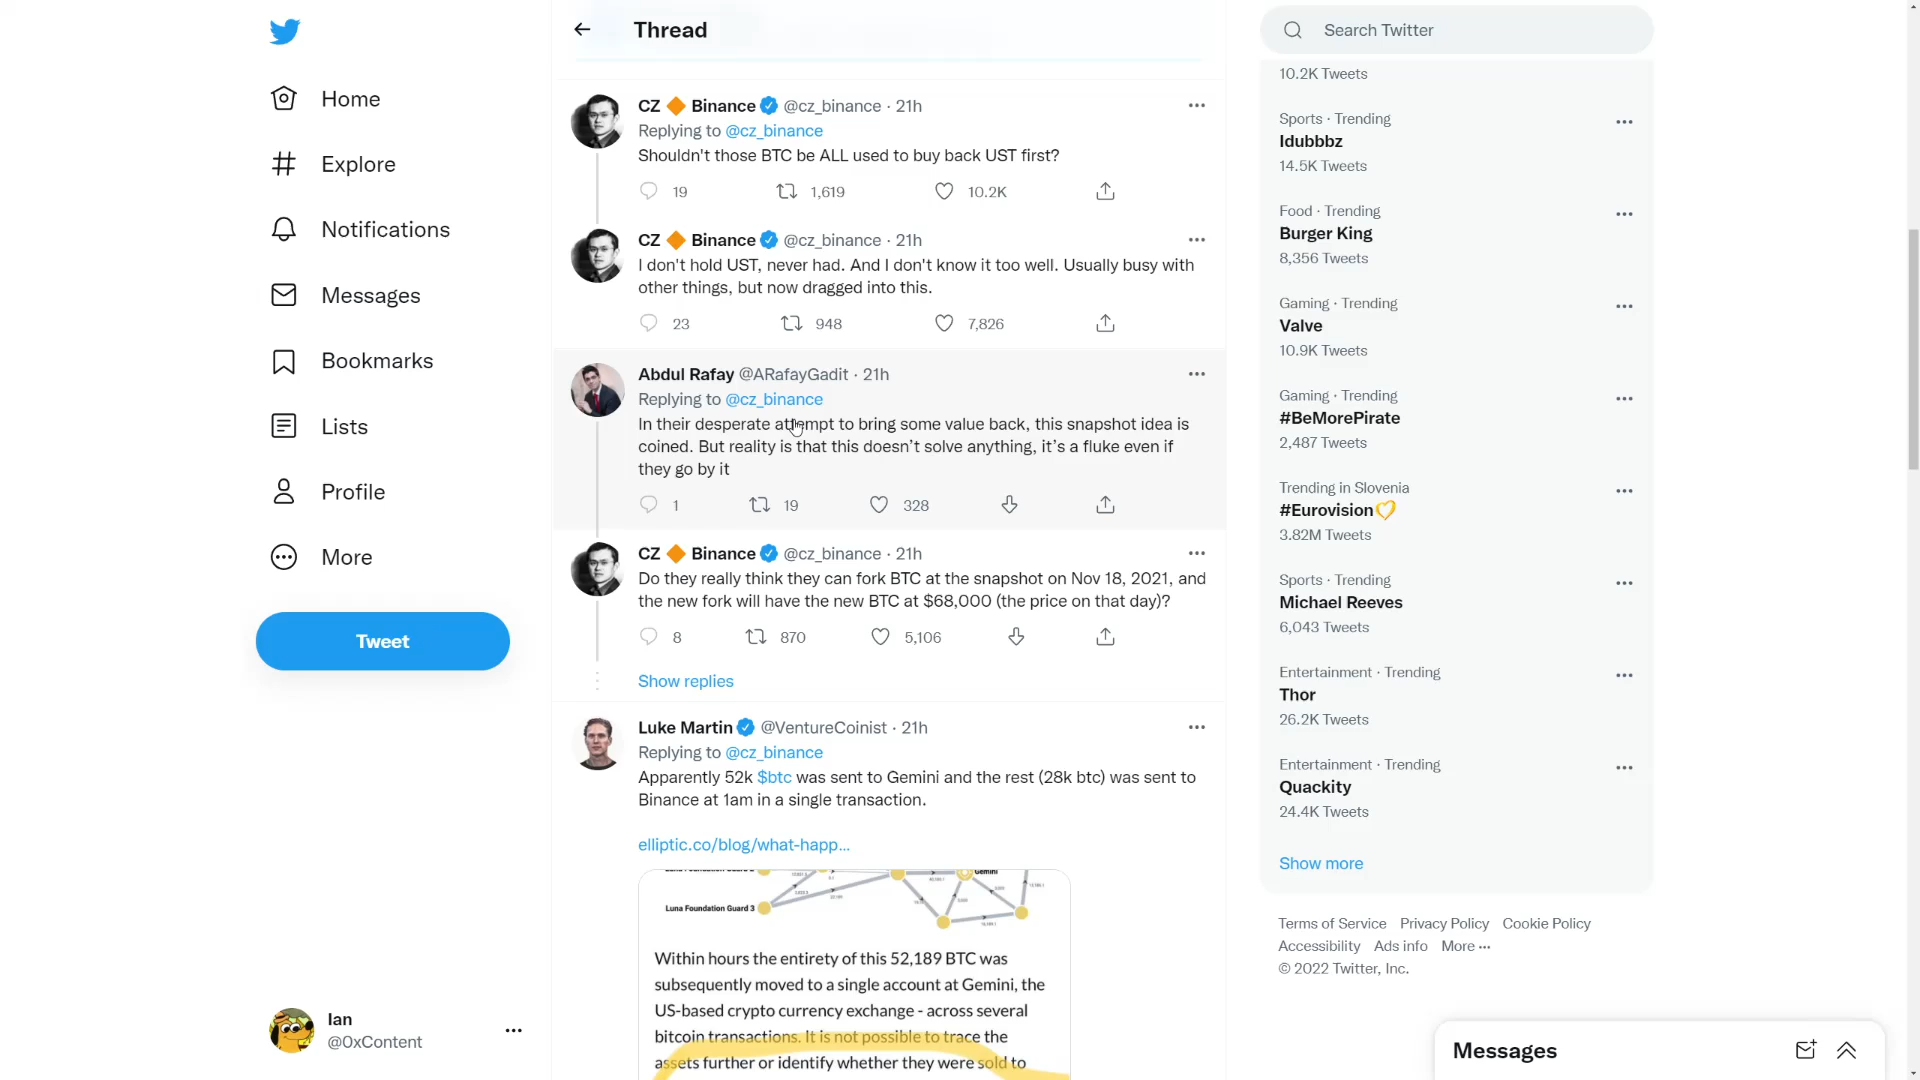 Home
Explore
Notifications
Messages
Bookmarks
Lists
Profile
More
Tweet
Ian
@0xContent
Thread
CZ 🔶 Binance @cz_binance · 21h
Replying to @cz_binance
Shouldn't those BTC be ALL used to buy back UST first?
19 1,619 10.2K
CZ 🔶 Binance @cz_binance · 21h
I don't hold UST, never had. And I don't know it too well. Usually busy with
other things, but now dragged into this.
23 948 7,826
Abdul Rafay @ARafayGadit · 21h
Replying to @cz_binance
In their desperate attempt to bring some value back, this snapshot idea is
coined. But reality is that this doesn’t solve anything, it’s a fluke even if
they go by it
1 19 328
CZ 🔶 Binance @cz_binance · 21h
Do they really think they can fork BTC at the snapshot on Nov 18, 2021, and
the new fork will have the new BTC at $68,000 (the price on that day)?
8 870 5,106
Show replies
Luke Martin @VentureCoinist · 21h
Replying to @cz_binance
Apparently 52k $btc was sent to Gemini and the rest (28k btc) was sent to
Binance at 1am in a single transaction.
elliptic.co/blog/what-happ...
Gemini
Luna Foundation Guard 3
Within hours the entirety of this 52,189 BTC was
subsequently moved to a single account at Gemini, the
US-based crypto currency exchange - across several
bitcoin transactions. It is not possible to trace the
assets further or identify whether they were sold to
Search Twitter
10.2K Tweets
Sports · Trending
Idubbbz
14.5K Tweets
Food · Trending
Burger King
8,356 Tweets
Gaming · Trending
Valve
10.9K Tweets
Gaming · Trending
#BeMorePirate
2,487 Tweets
Trending in Slovenia
#Eurovision
3.82M Tweets
Sports · Trending
Michael Reeves
6,043 Tweets
Entertainment · Trending
Thor
26.2K Tweets
Entertainment · Trending
Quackity
24.4K Tweets
Show more
Terms of Service Privacy Policy Cookie Policy
Accessibility Ads info More ···
© 2022 Twitter, Inc.
Messages